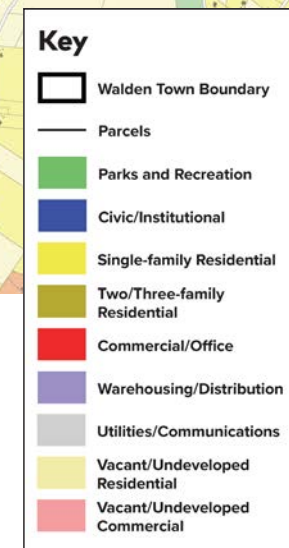 Key
Walden Town Boundary
Parcels
Parks and Recreation
Civic/Institutional
Single-family Residential
Two/Three-family
Residential
Commercial/Office
Warehousing/Distribution
Utilities/Communications
Vacant/Undeveloped
Residential
Vacant/Undeveloped
Commercial